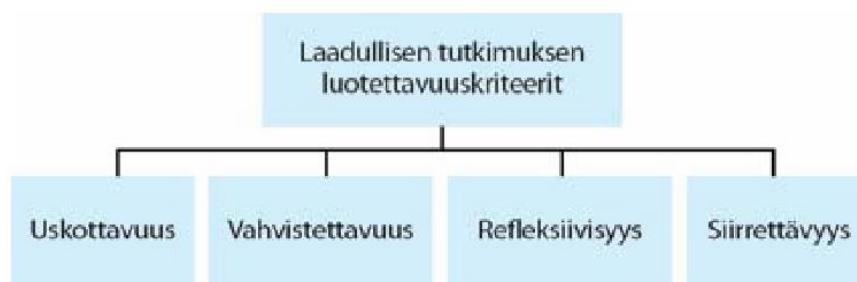 Laadullisen tutkimuksen
luotettavuuskriteerit
Uskottavuus
Vahvistettavuus
Refleksiivisyys
Siirrettävyys